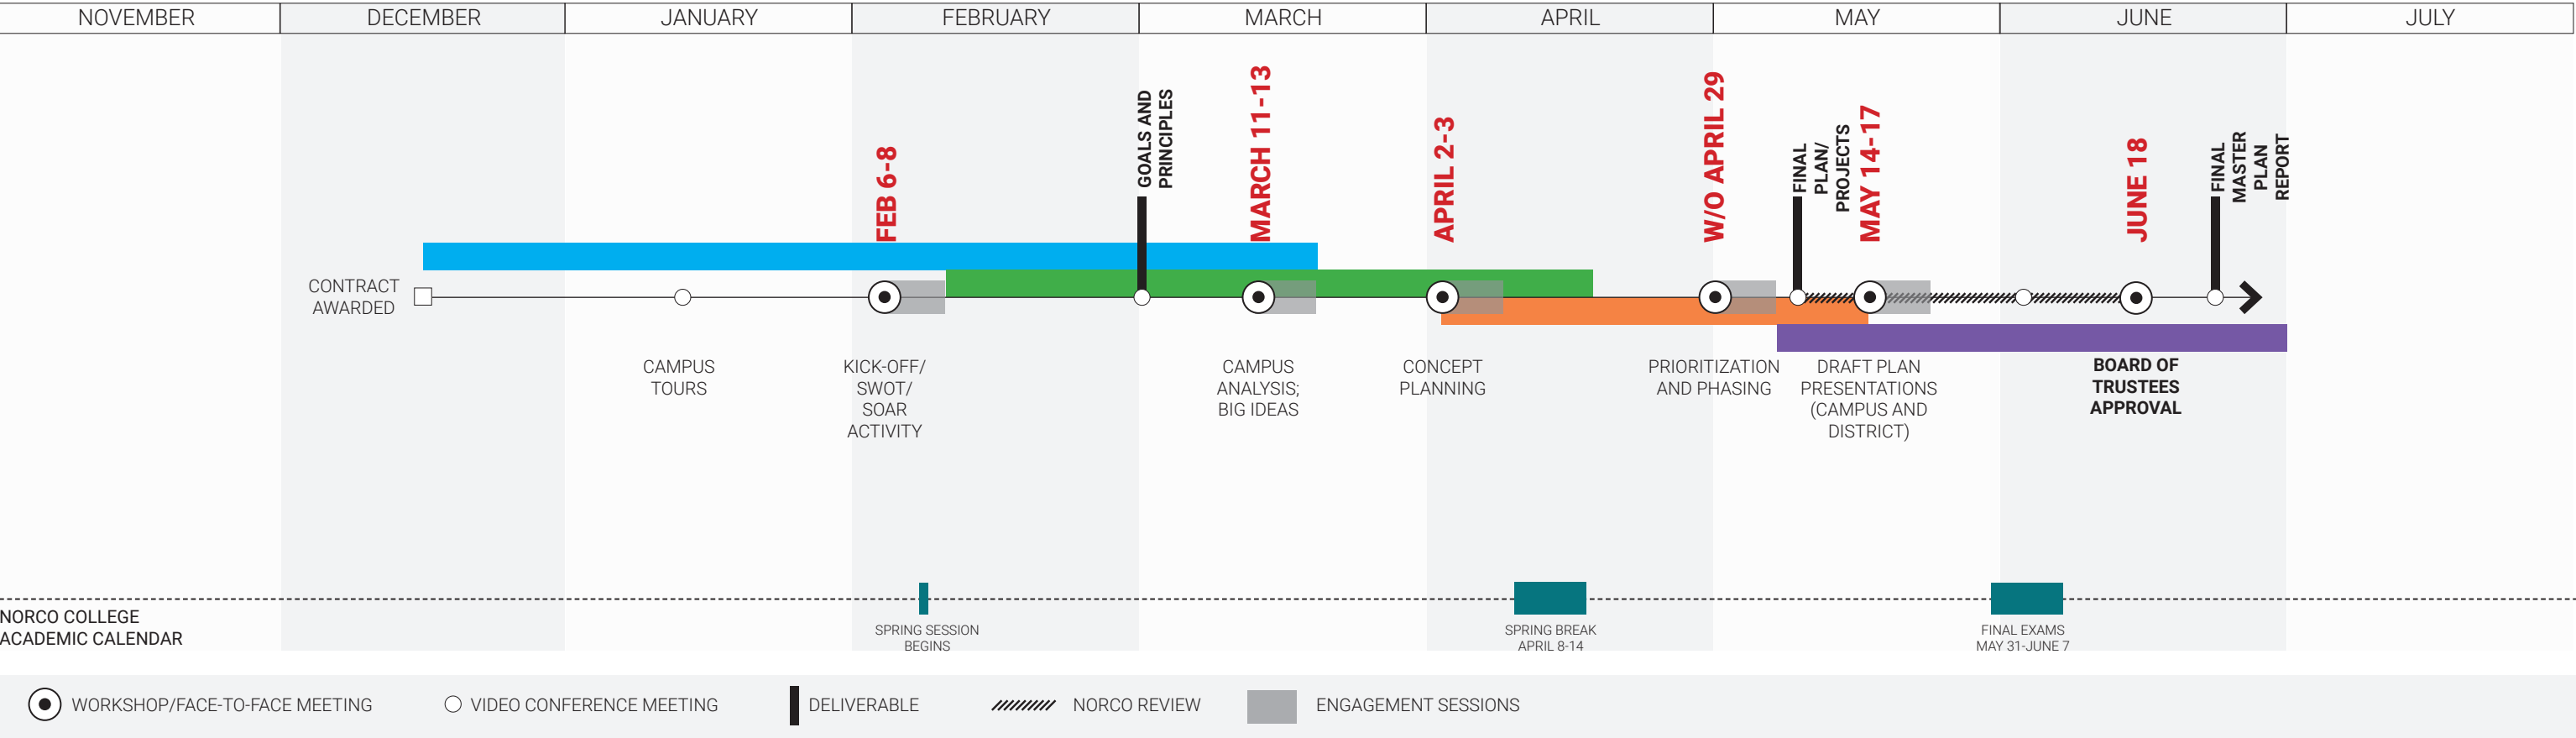 NOVEMBER
DECEMBER
JANUARY
FEBRUARY
MARCH
APRIL
MAY
JUNE
JULY
FEB 6-8
GOALS AND
PRINCIPLES
MARCH 11-13
APRIL 2-3
W/O APRIL 29
FINAL
PLAN/
PROJECTS
MAY 14-17
JUNE 18
FINAL
MASTER
PLAN
REPORT
CONTRACT
AWARDED
CAMPUS
TOURS
KICK-OFF/
SWOT/
SOAR
ACTIVITY
CAMPUS
ANALYSIS;
BIG IDEAS
CONCEPT
PLANNING
PRIORITIZATION
AND PHASING
DRAFT PLAN
PRESENTATIONS
(CAMPUS AND
DISTRICT)
BOARD OF
TRUSTEES
APPROVAL
NORCO COLLEGE
ACADEMIC CALENDAR
SPRING SESSION
BEGINS
SPRING BREAK
APRIL 8-14
FINAL EXAMS
MAY 31-JUNE 7
WORKSHOP/FACE-TO-FACE MEETING
VIDEO CONFERENCE MEETING
DELIVERABLE
NORCO REVIEW
ENGAGEMENT SESSIONS